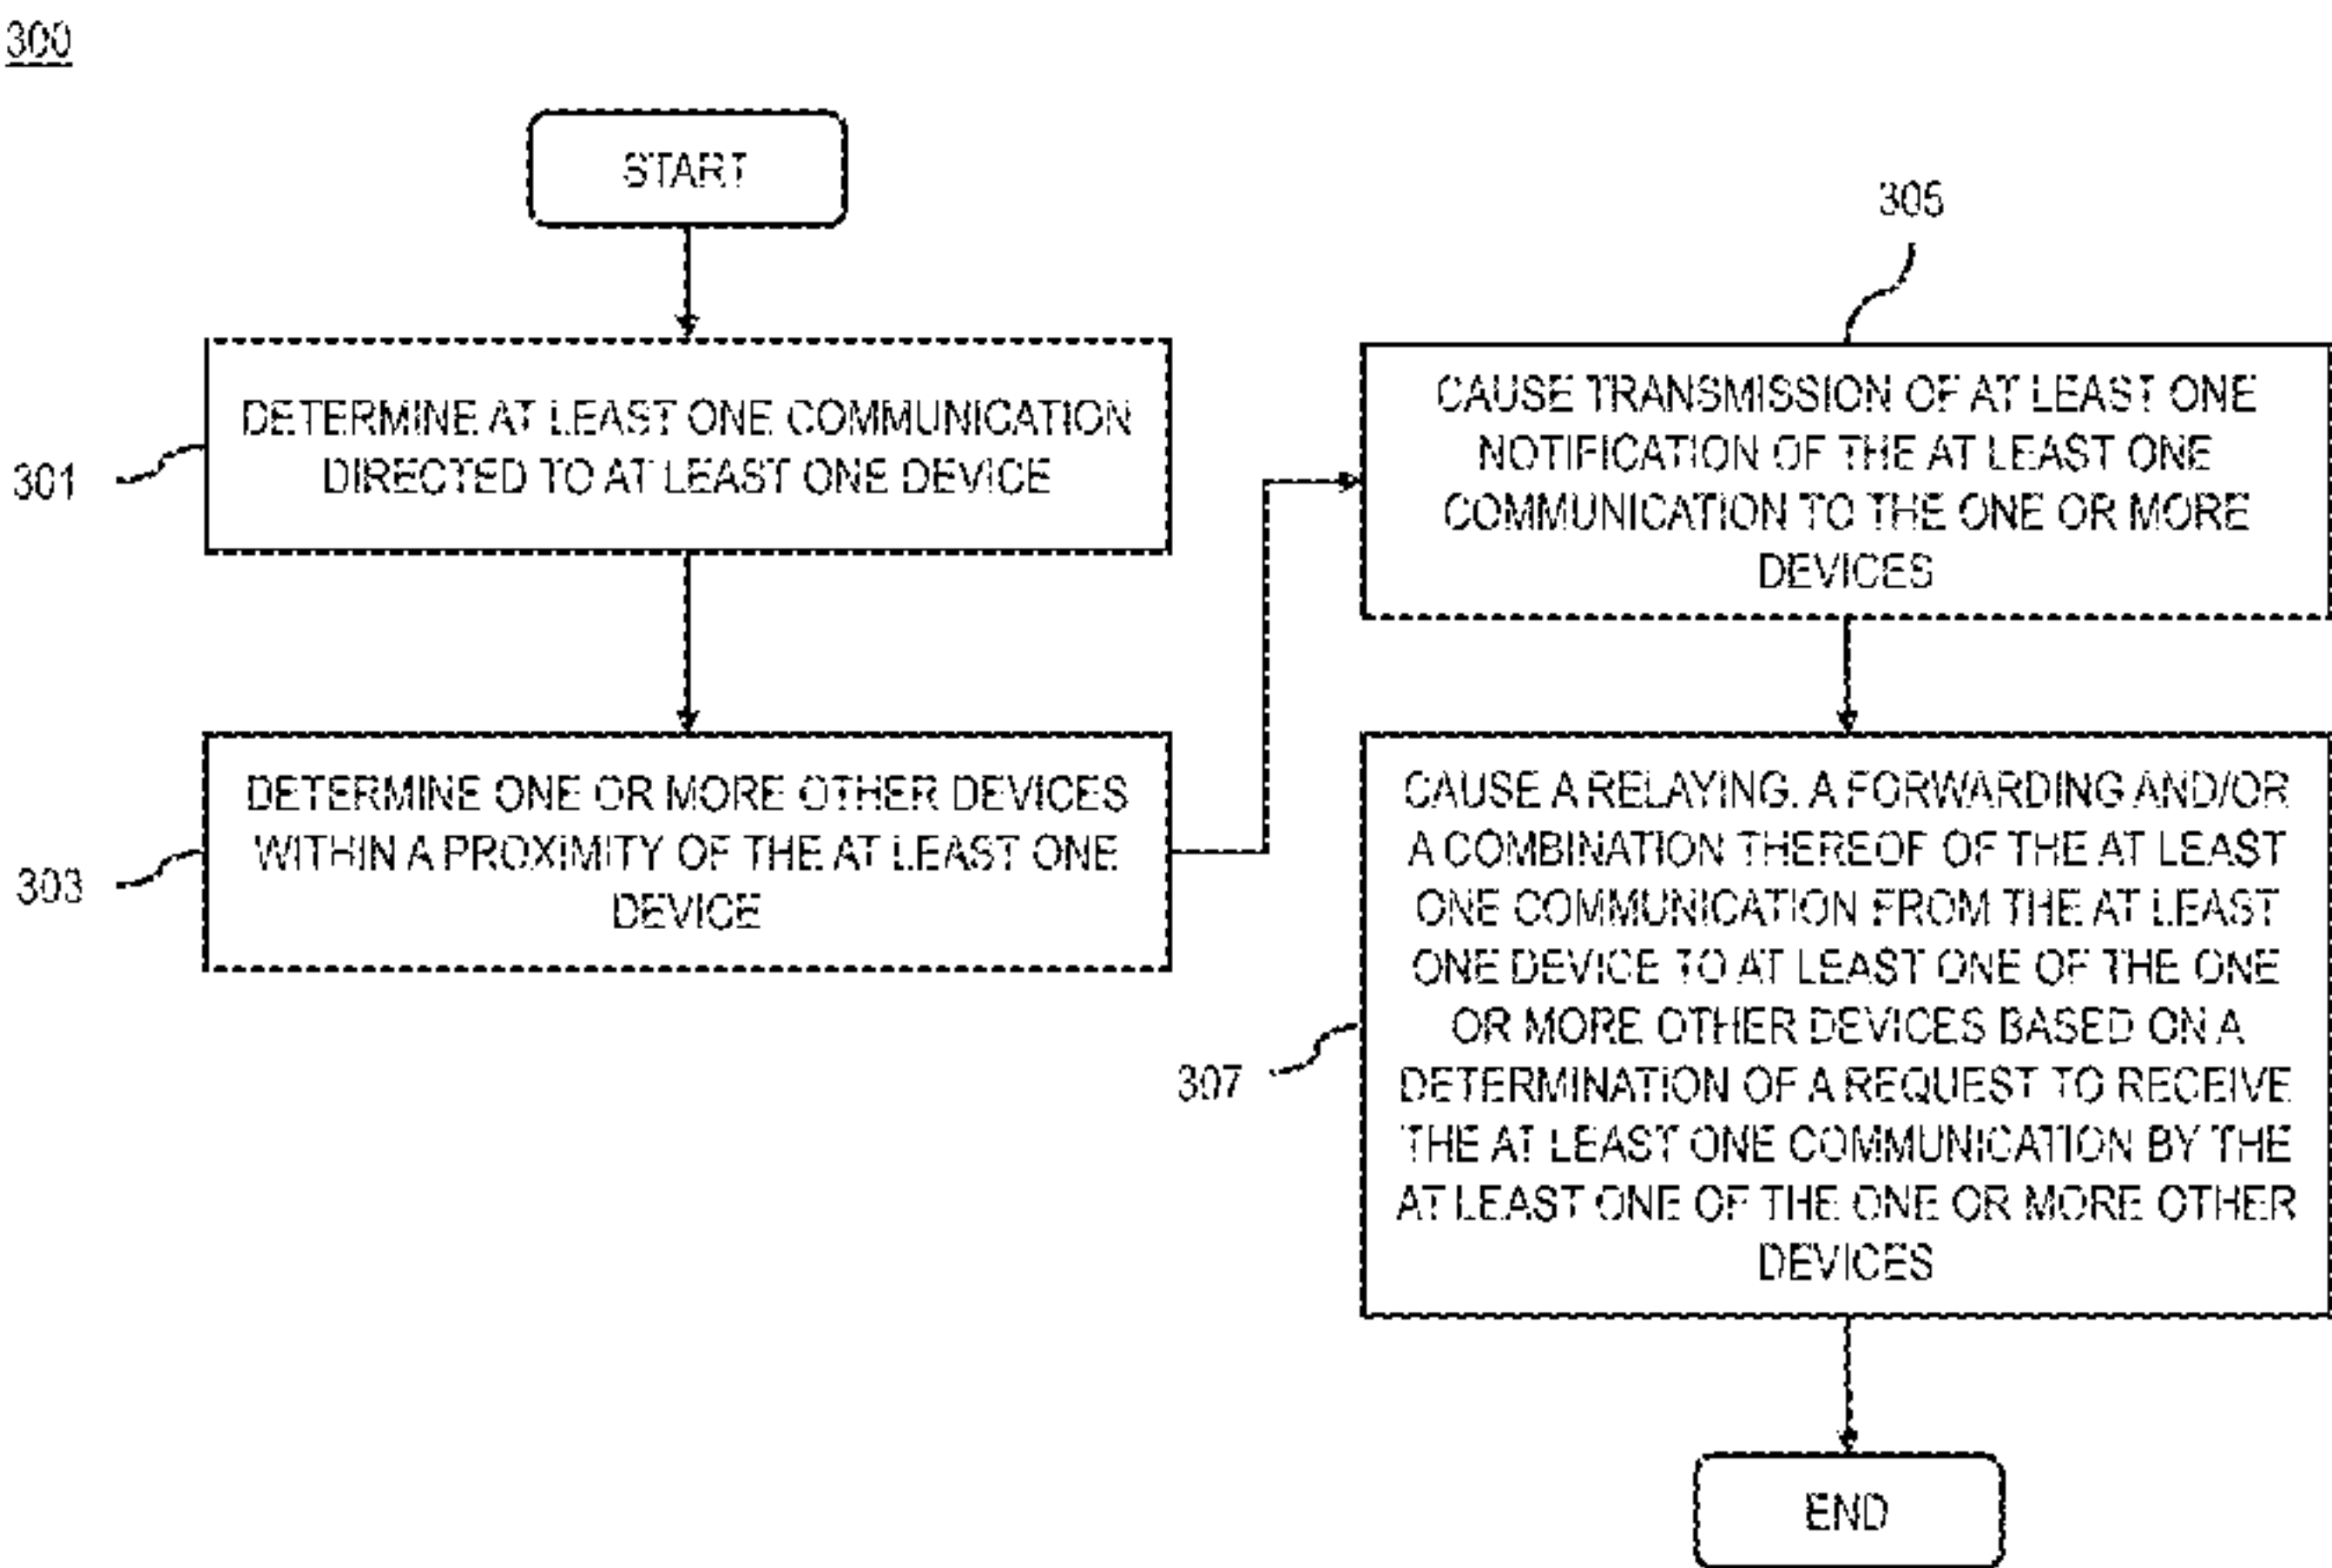 300
START
DETERMINE AT LEAST ONE COMMUNICATION
DIRECTED TO AT LEAST ONE DEVICE
301
DETERMINE ONE OR MORE OTHER DEVICES
WITHIN A PROXIMITY OF THE AT LEAST ONE
DEVICE
303
305
CAUSE TRANSMISSION OF AT LEAST ONE
NOTIFICATION OF THE AT LEAST ONE
COMMUNICATION TO THE ONE OR MORE
DEVICES
CAUSE A RELAYING, A FORWARDING AND/OR
A COMBINATION THEREOF OF THE AT LEAST
ONE COMMUNICATION FROM THE AT LEAST
ONE DEVICE TO AT LEAST ONE OF THE ONE
OR MORE OTHER DEVICES BASED ON A
DETERMINATION OF A REQUEST TO RECEIVE
THE AT LEAST ONE COMMUNICATION BY THE
AT LEAST ONE OF THE ONE OR MORE OTHER
DEVICES
307
END